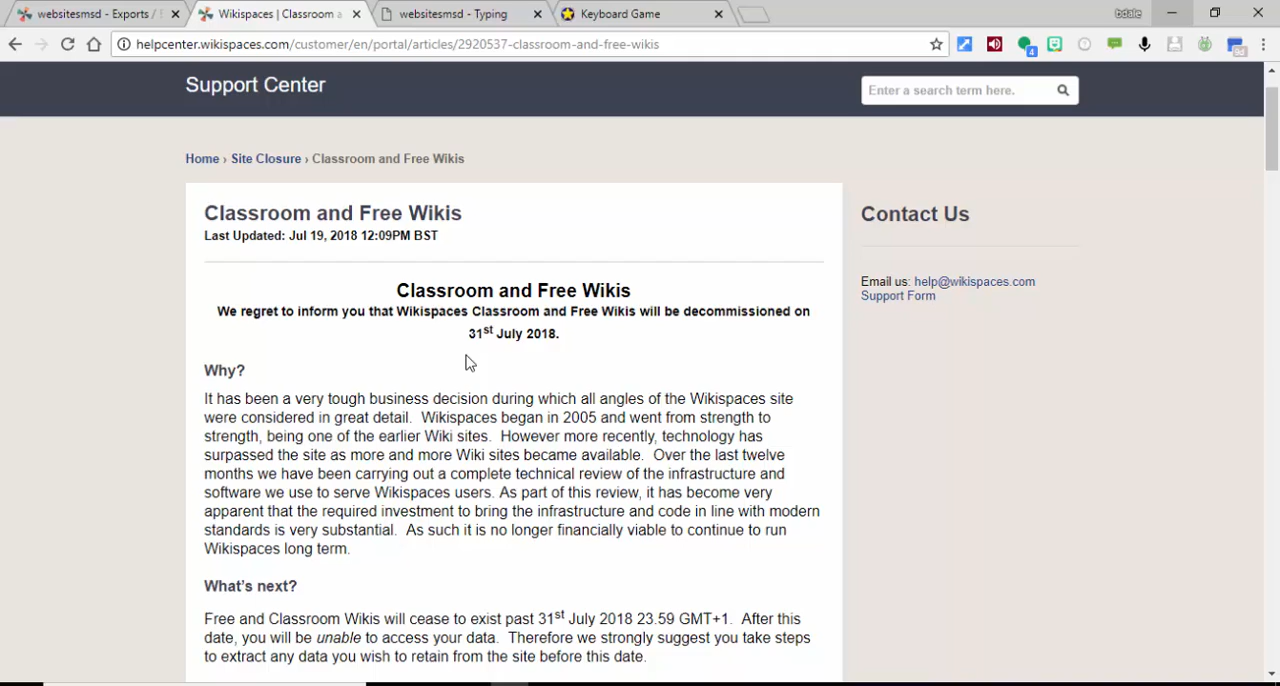 websitesmsd - Exports /
Wikispaces | Classroom a
websitesmsd - Typing
Keyboard Game
bdale
helpcenter.wikispaces.com/customer/en/portal/articles/2920537-classroom-and-free-wikis
4
9d
Support Center
Enter a search term here.
Home › Site Closure › Classroom and Free Wikis
Classroom and Free Wikis
Last Updated: Jul 19, 2018 12:09PM BST
Contact Us
Email us: help@wikispaces.com
Support Form
Classroom and Free Wikis
We regret to inform you that Wikispaces Classroom and Free Wikis will be decommissioned on
31st July 2018.
Why?
It has been a very tough business decision during which all angles of the Wikispaces site
were considered in great detail.  Wikispaces began in 2005 and went from strength to
strength, being one of the earlier Wiki sites.  However more recently, technology has
surpassed the site as more and more Wiki sites became available.  Over the last twelve
months we have been carrying out a complete technical review of the infrastructure and
software we use to serve Wikispaces users. As part of this review, it has become very
apparent that the required investment to bring the infrastructure and code in line with modern
standards is very substantial.  As such it is no longer financially viable to continue to run
Wikispaces long term.
What's next?
Free and Classroom Wikis will cease to exist past 31st July 2018 23.59 GMT+1.  After this
date, you will be unable to access your data.  Therefore we strongly suggest you take steps
to extract any data you wish to retain from the site before this date.